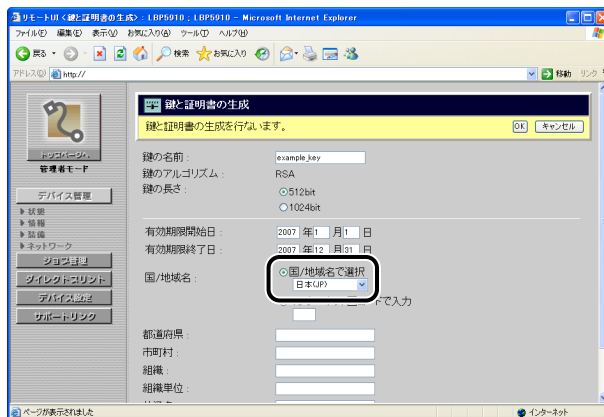 リモートUI <鍵と証明書の生成> : LBP5910 : LBP5910 - Microsoft Internet Explorer
ファイル(F) 編集(E) 表示(V) お気に入り(A) ツール(T) ヘルプ(H)
戻る 検索 お気に入り
アドレス(D) http:// 移動 リンク
鍵と証明書の生成
鍵と証明書の生成を行ないます。 OK キャンセル
トップページへ
管理者モード
デバイス管理
状態
情報
装備
ネットワーク
ジョブ管理
ダイレクトプリント
デバイス設定
サポートリンク
鍵の名前 : example_key
鍵のアルゴリズム : RSA
鍵の長さ : 512bit
1024bit
有効期限開始日 : 2007 年 1 月 1 日
有効期限終了日 : 2007 年 12 月 31 日
国/地域名 : 国/地域名で選択
日本(JP)
ドで入力
都道府県 :
市町村 :
組織 :
組織単位 :
ページが表示されました インターネット